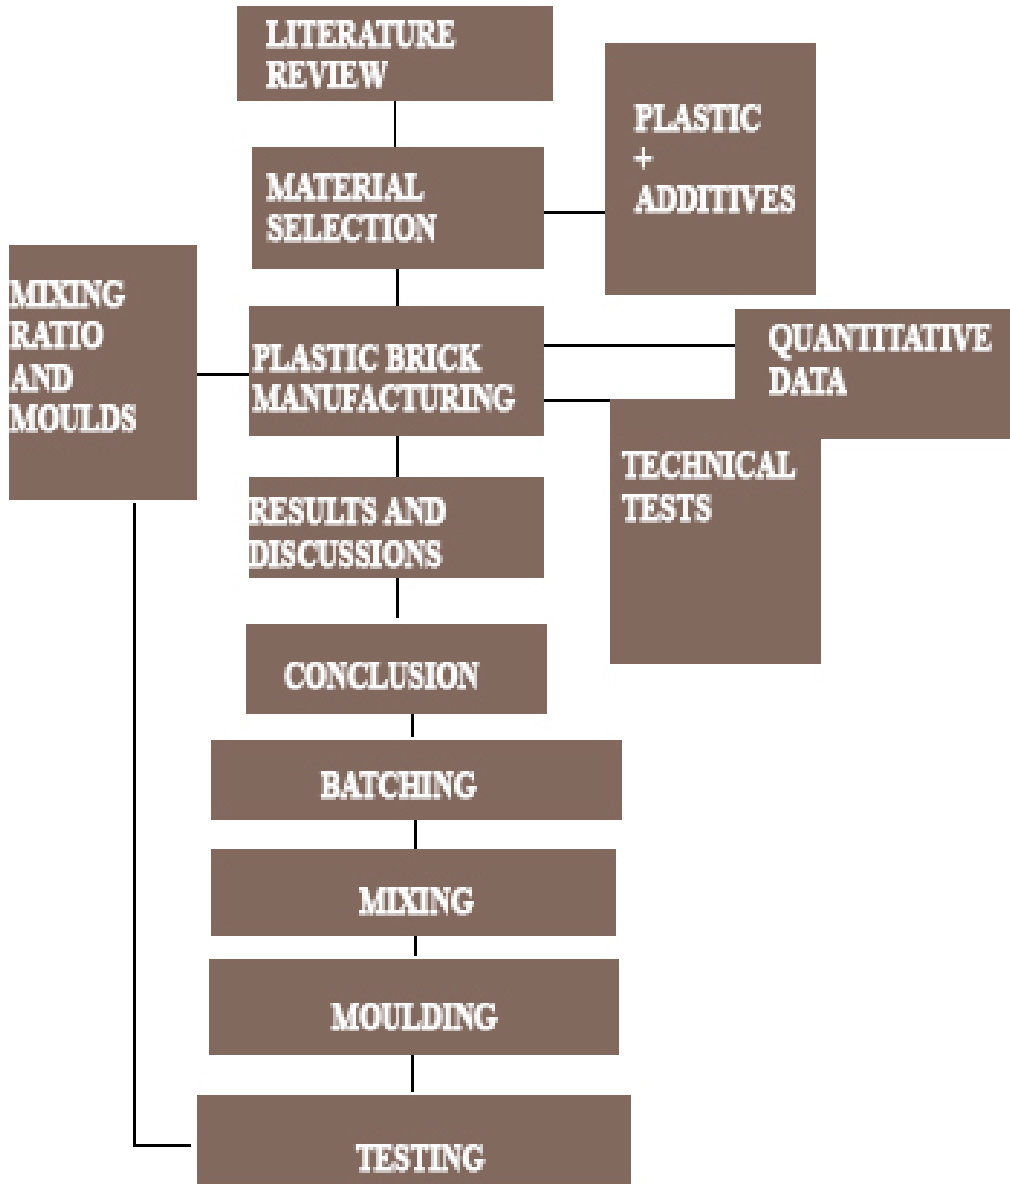 LITERATURE
REVIEW
PLASTIC
+
ADDITIVES
MATERIAL
SELECTION
MIXING
RATIO
AND
MOULDS
PLASTIC BRICK
MANUFACTURING
QUANTITATIVE
DATA
TECHNICAL
TESTS
RESULTS AND
DISCUSSIONS
CONCLUSION
BATCHING
MIXING
MOULDING
TESTING